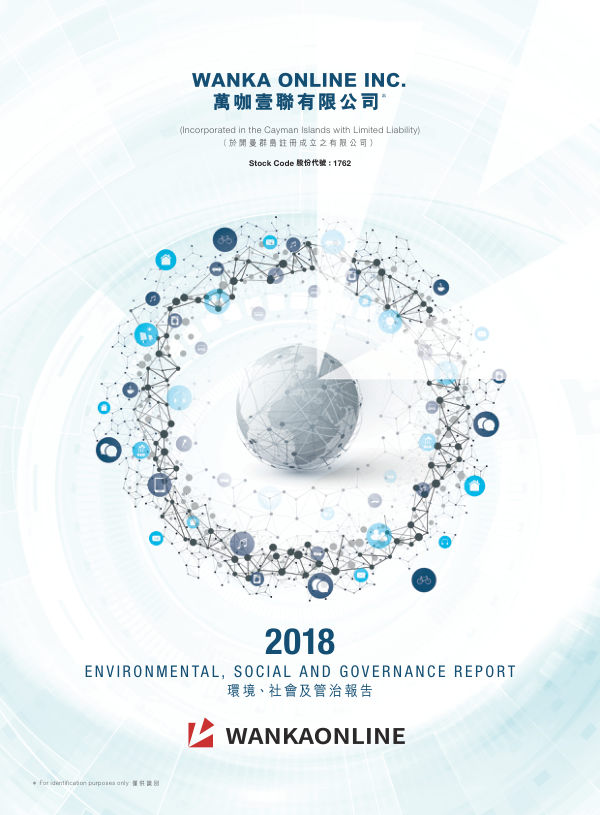 WANKA ONLINE INC.
萬咖壹聯有限公司*
(Incorporated in the Cayman Islands with Limited Liability)
（於開曼群島註冊成立之有限公司）
Stock Code 股份代號 : 1762
2018
ENVIRONMENTAL, SOCIAL AND GOVERNANCE REPORT
環境、社會及管治報告
WANKAONLINE
* For identification purposes only 僅供識別